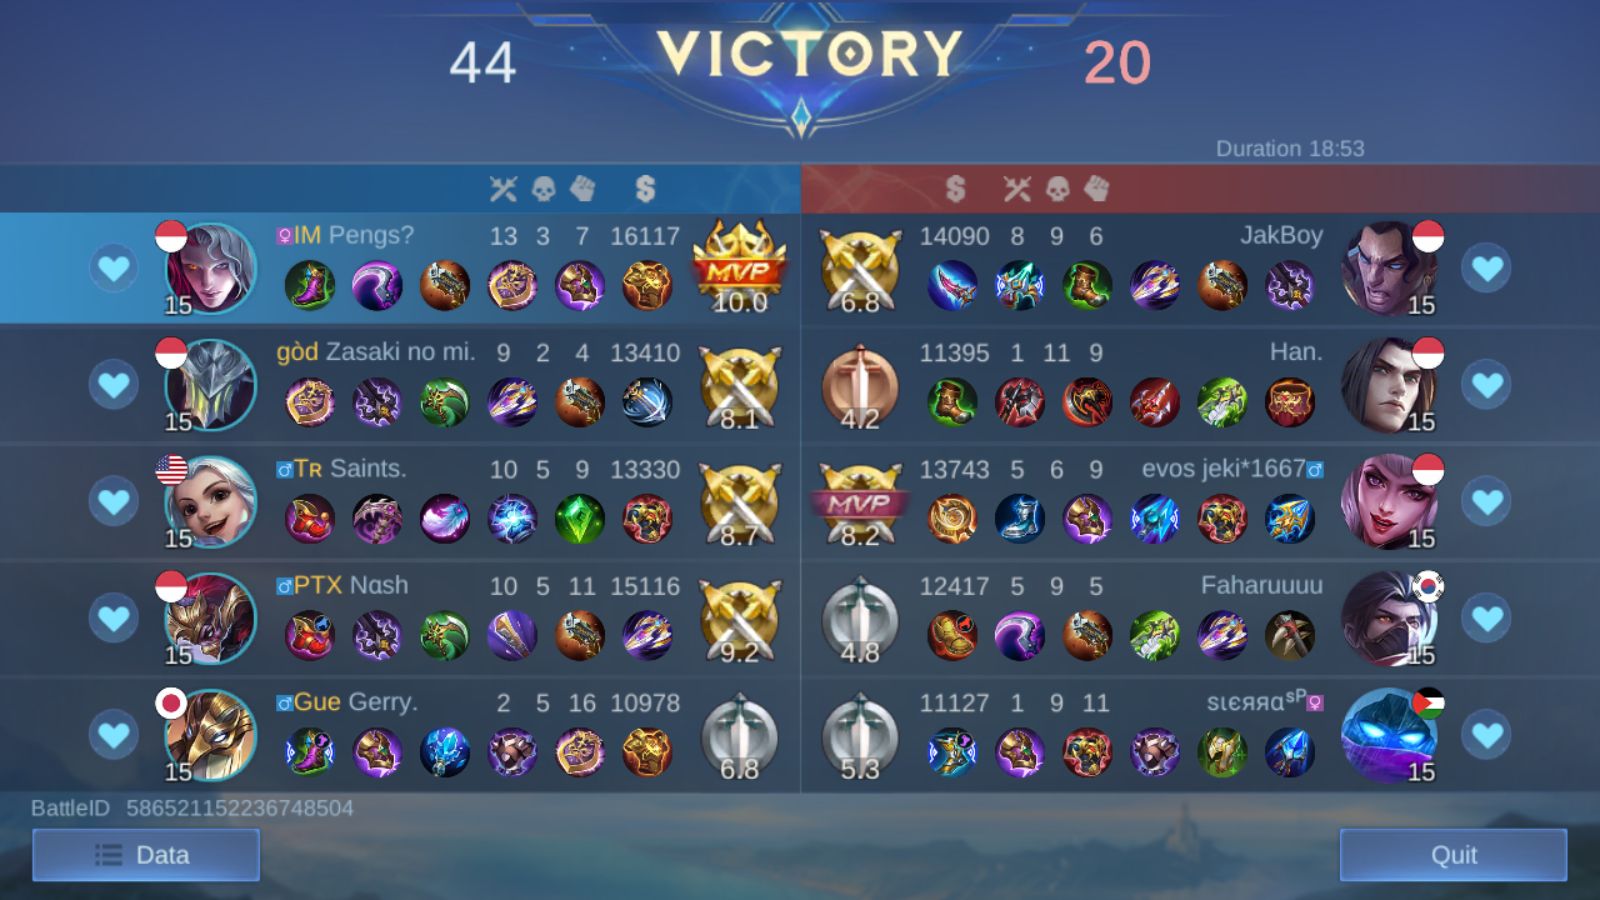 44 VICTORY 20
Duration 18:53
IM Pengs? 13 3 7 16117
MVP 10.0
15
14090 8 9 6 JakBoy
6.8
15
gòd Zasaki no mi. 9 2 4 13410
8.1
15
11395 1 11 9 Han.
4.2
15
Tʀ Saints. 10 5 9 13330
8.7
15
13743 5 6 9 evos jeki*1667
MVP 8.2
15
PTX Nαsh 10 5 11 15116
9.2
15
12417 5 9 5 Faharuuuu
4.8
15
Gue Gerry. 2 5 16 10978
6.8
15
11127 1 9 11 sιєяяαˢᴾ
5.3
15
BattleID 586521152236748504
Data
Quit